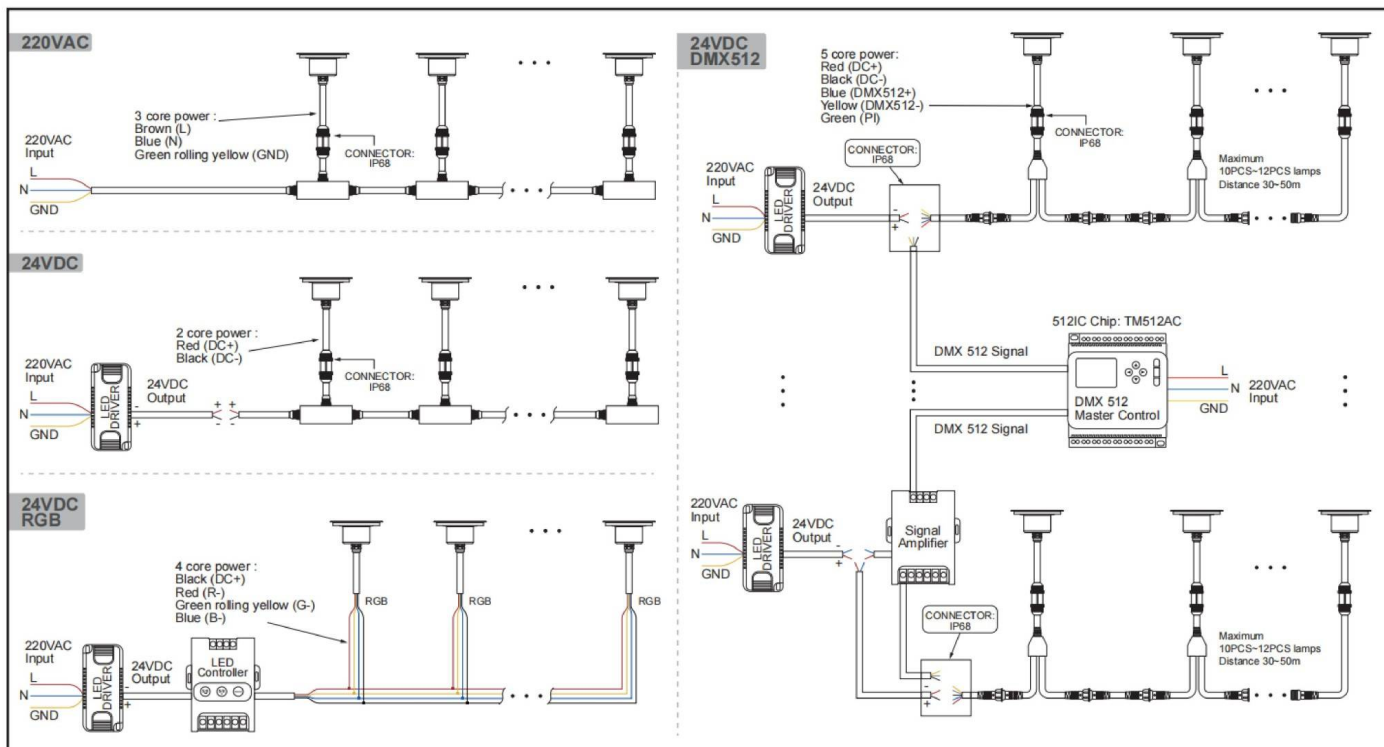 220VAC
3 core power :
Brown (L)
Blue (N)
Green rolling yellow (GND)
CONNECTOR:
IP68
220VAC
Input
L
N
GND
24VDC
2 core power :
Red (DC+)
Black (DC-)
CONNECTOR:
IP68
220VAC
Input
L
N
GND
LED
DRIVER
24VDC
Output
-
+
+ +
- -
24VDC
RGB
4 core power :
Black (DC+)
Red (R-)
Green rolling yellow (G-)
Blue (B-)
RGB
RGB
RGB
220VAC
Input
L
N
GND
LED
DRIVER
24VDC
Output
-
+
LED
Controller
24VDC
DMX512
5 core power:
Red (DC+)
Black (DC-)
Blue (DMX512+)
Yellow (DMX512-)
Green (PI)
CONNECTOR:
IP68
CONNECTOR:
IP68
220VAC
Input
L
N
GND
LED
DRIVER
24VDC
Output
-
+
Maximum
10PCS~12PCS lamps
Distance 30~50m
512IC Chip: TM512AC
DMX 512 Signal
DMX 512
Master Control
L
N
GND
220VAC
Input
DMX 512 Signal
220VAC
Input
L
N
GND
LED
DRIVER
24VDC
Output
-
+
Signal
Amplifier
CONNECTOR:
IP68
-
+
Maximum
10PCS~12PCS lamps
Distance 30~50m